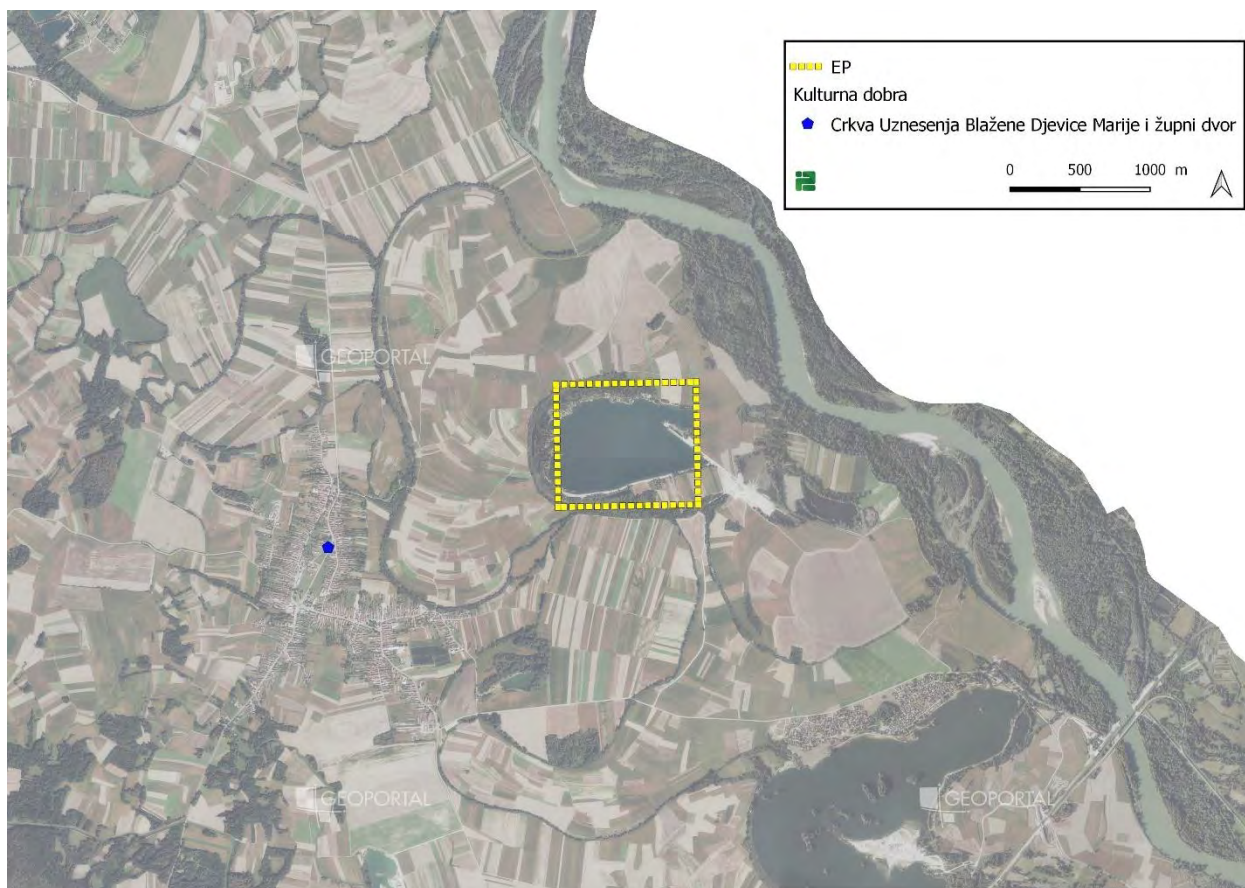 EP
Kulturna dobra
Crkva Uznesenja Blažene Djevice Marije i župni dvor
0 500 1000 m
GEOPORTAL
GEOPORTAL
GEOPORTAL